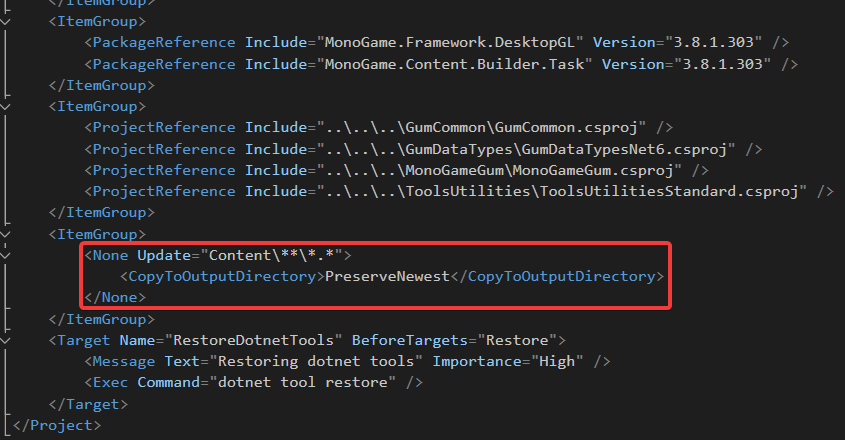 </ItemGroup>
<ItemGroup>
<PackageReference Include="MonoGame.Framework.DesktopGL" Version="3.8.1.303" />
<PackageReference Include="MonoGame.Content.Builder.Task" Version="3.8.1.303" />
</ItemGroup>
<ItemGroup>
<ProjectReference Include="..\..\..\GumCommon\GumCommon.csproj" />
<ProjectReference Include="..\..\..\GumDataTypes\GumDataTypesNet6.csproj" />
<ProjectReference Include="..\..\..\MonoGameGum\MonoGameGum.csproj" />
<ProjectReference Include="..\..\..\ToolsUtilities\ToolsUtilitiesStandard.csproj" />
</ItemGroup>
<ItemGroup>
<None Update="Content\**\*.*">
<CopyToOutputDirectory>PreserveNewest</CopyToOutputDirectory>
</None>
</ItemGroup>
<Target Name="RestoreDotnetTools" BeforeTargets="Restore">
<Message Text="Restoring dotnet tools" Importance="High" />
<Exec Command="dotnet tool restore" />
</Target>
</Project>